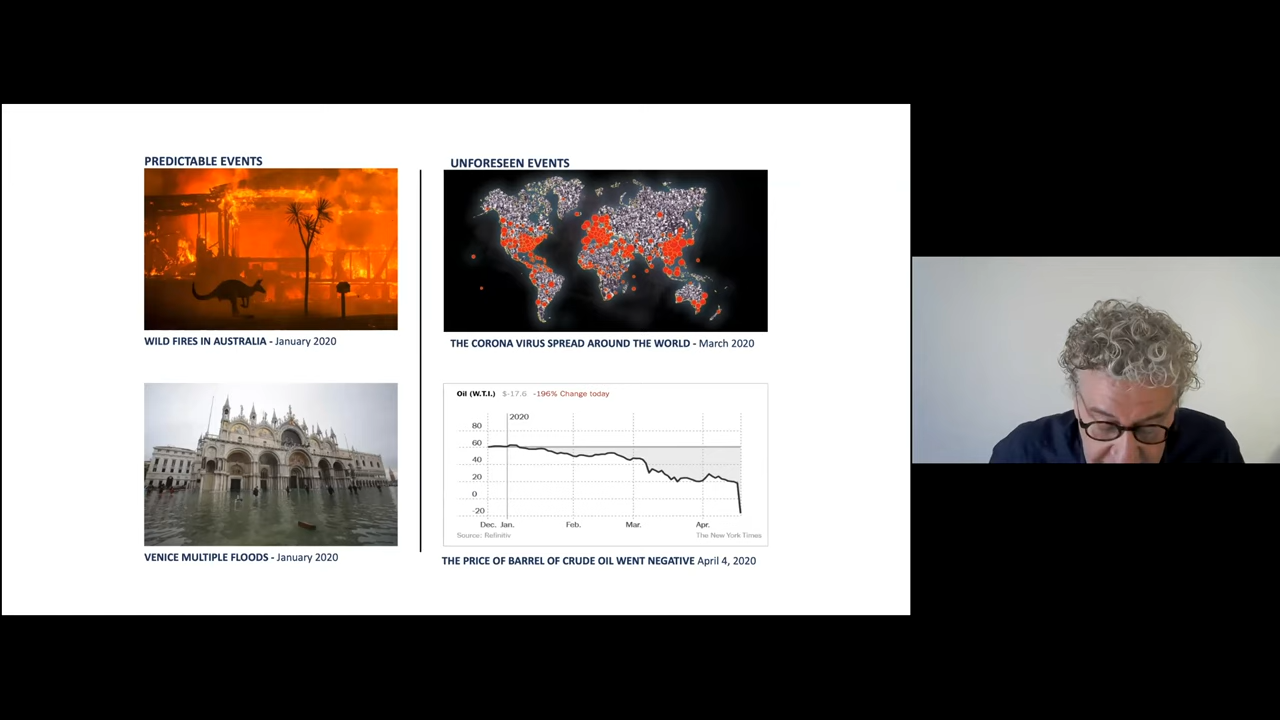 PREDICTABLE EVENTS
WILD FIRES IN AUSTRALIA - January 2020
VENICE MULTIPLE FLOODS - January 2020
UNFORESEEN EVENTS
THE CORONA VIRUS SPREAD AROUND THE WORLD - March 2020
Oil (W.T.I.) $-17.6 -196% Change today
2020
80
60
40
20
0
-20
Dec. Jan. Feb. Mar. Apr.
Source: Refinitiv The New York Times
THE PRICE OF BARREL OF CRUDE OIL WENT NEGATIVE April 4, 2020